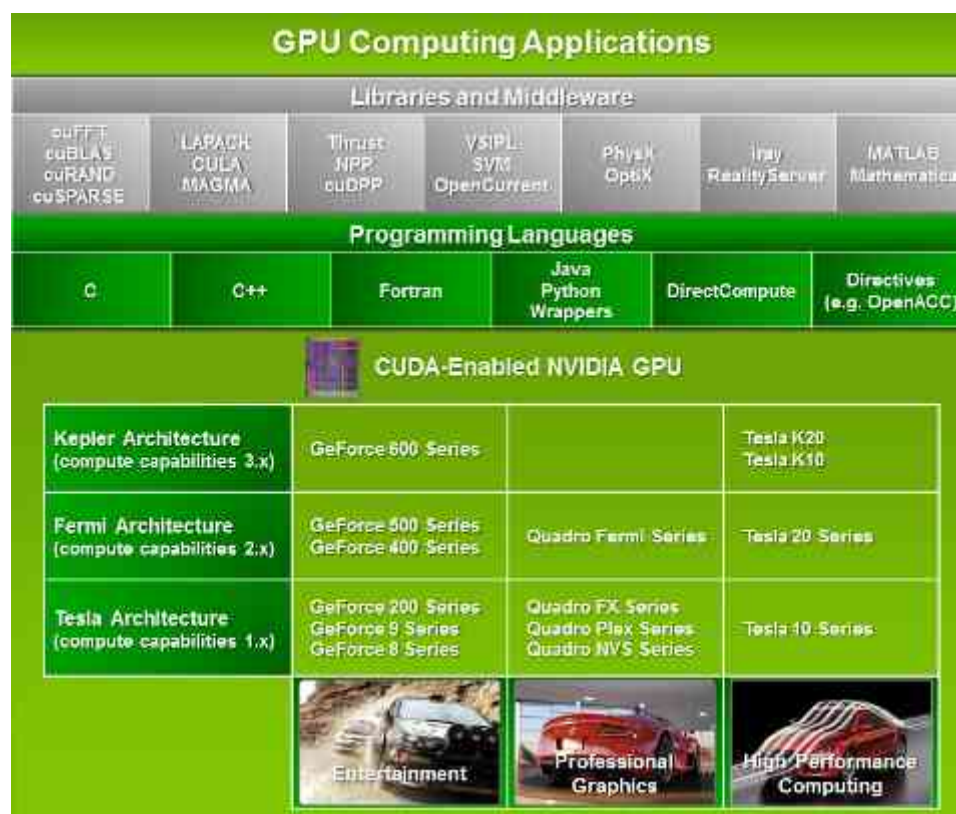 GPU Computing Applications
Libraries and Middleware
cuFFT
cuBLAS
cuRAND
cuSPARSE
LAPACK
CULA
MAGMA
Thrust
NPP
cuDPP
VSIPL
SVM
OpenCurrent
PhysX
OptiX
iray
RealityServer
MATLAB
Mathematica
Programming Languages
C
C++
Fortran
Java
Python
Wrappers
DirectCompute
Directives
(e.g. OpenACC)
CUDA-Enabled NVIDIA GPU
Kepler Architecture
(compute capabilities 3.x)
GeForce 600 Series
Tesla K20
Tesla K10
Fermi Architecture
(compute capabilities 2.x)
GeForce 500 Series
GeForce 400 Series
Quadro Fermi Series
Tesla 20 Series
Tesla Architecture
(compute capabilities 1.x)
GeForce 200 Series
GeForce 9 Series
GeForce 8 Series
Quadro FX Series
Quadro Plex Series
Quadro NVS Series
Tesla 10 Series
Entertainment
Professional
Graphics
High Performance
Computing